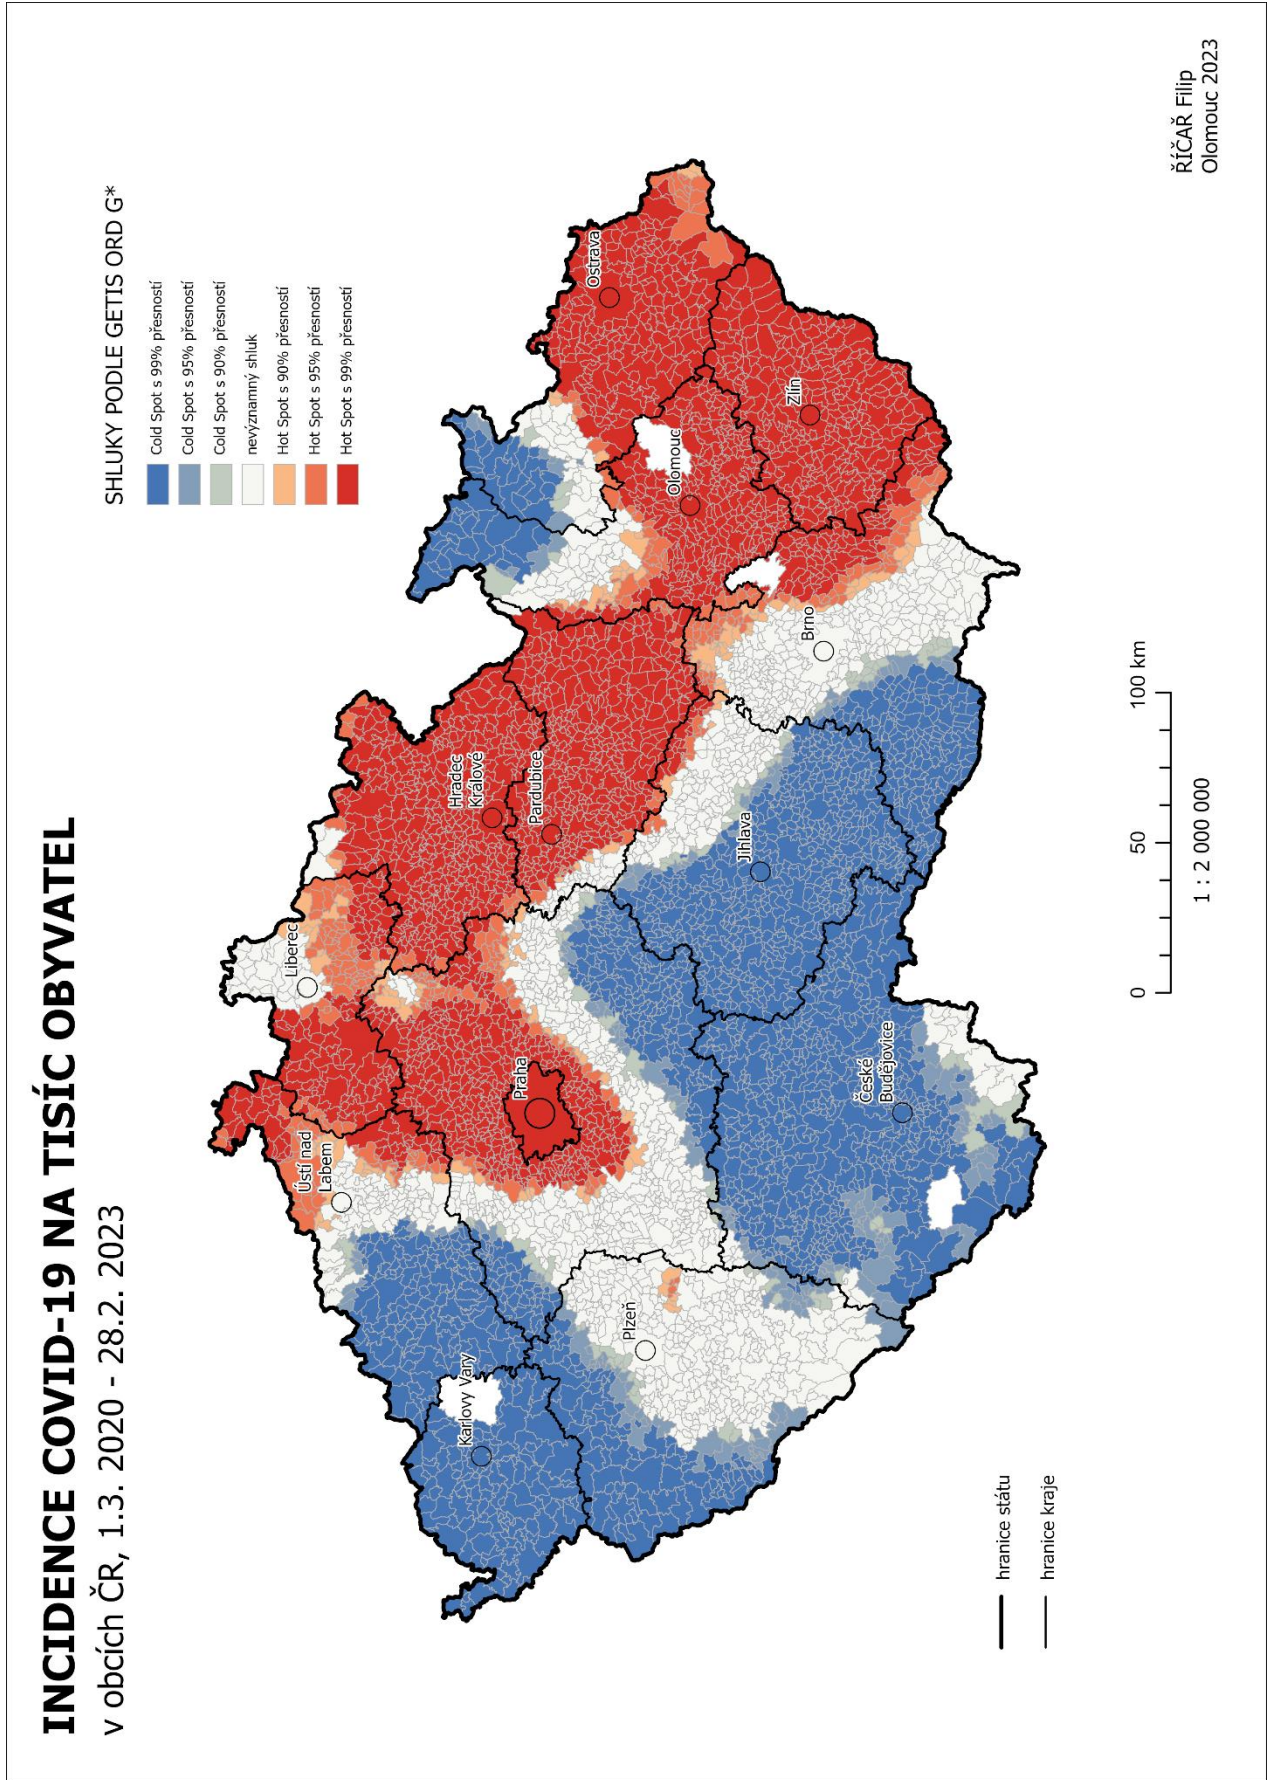 INCIDENCE COVID-19 NA TISÍC OBYVATEL
v obcích ČR, 1.3. 2020 - 28.2. 2023
SHLUKY PODLE GETIS ORD G*
Cold Spot s 99% přesností
Cold Spot s 95% přesností
Cold Spot s 90% přesností
nevýznamný shluk
Hot Spot s 90% přesností
Hot Spot s 95% přesností
Hot Spot s 99% přesností
Liberec
Ústí nad
Labem
Karlovy Vary
Praha
Hradec
Králové
Pardubice
Plzeň
Ostrava
Olomouc
Jihlava
Zlín
Brno
České
Budějovice
hranice státu
hranice kraje
0
50
100 km
1 : 2 000 000
ŘÍČAŘ Filip
Olomouc 2023